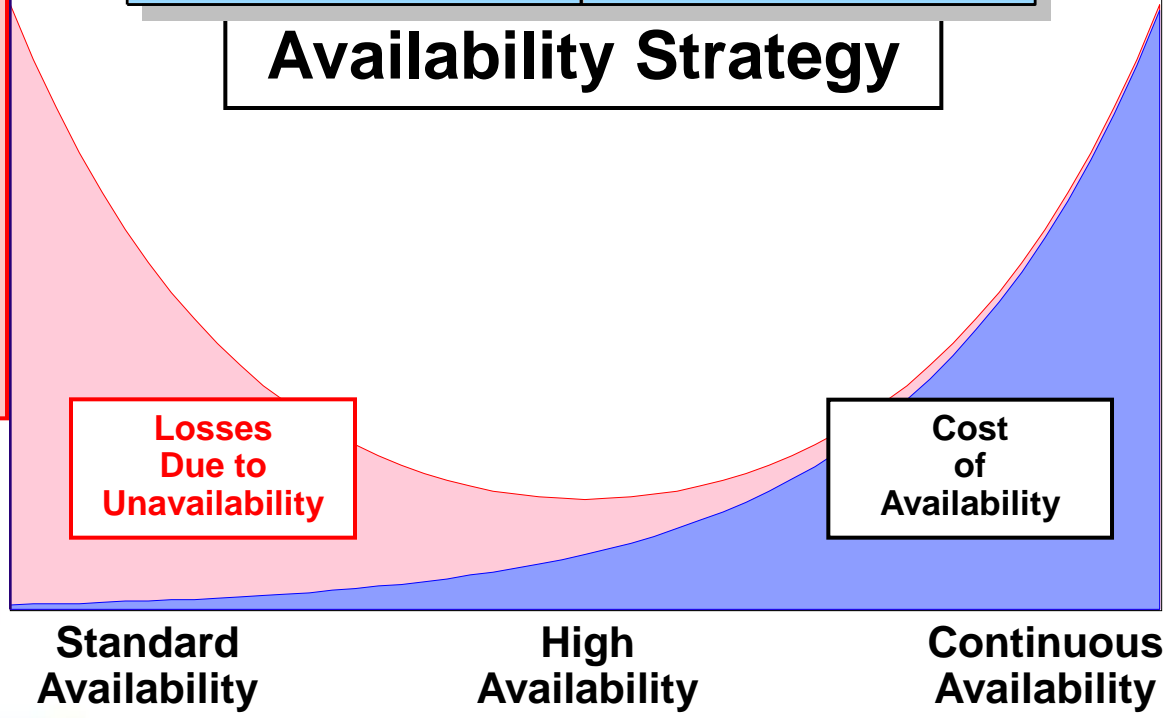 Availability Strategy
Losses
Due to
Unavailability
Cost
of
Availability
Standard
Availability
High
Availability
Continuous
Availability